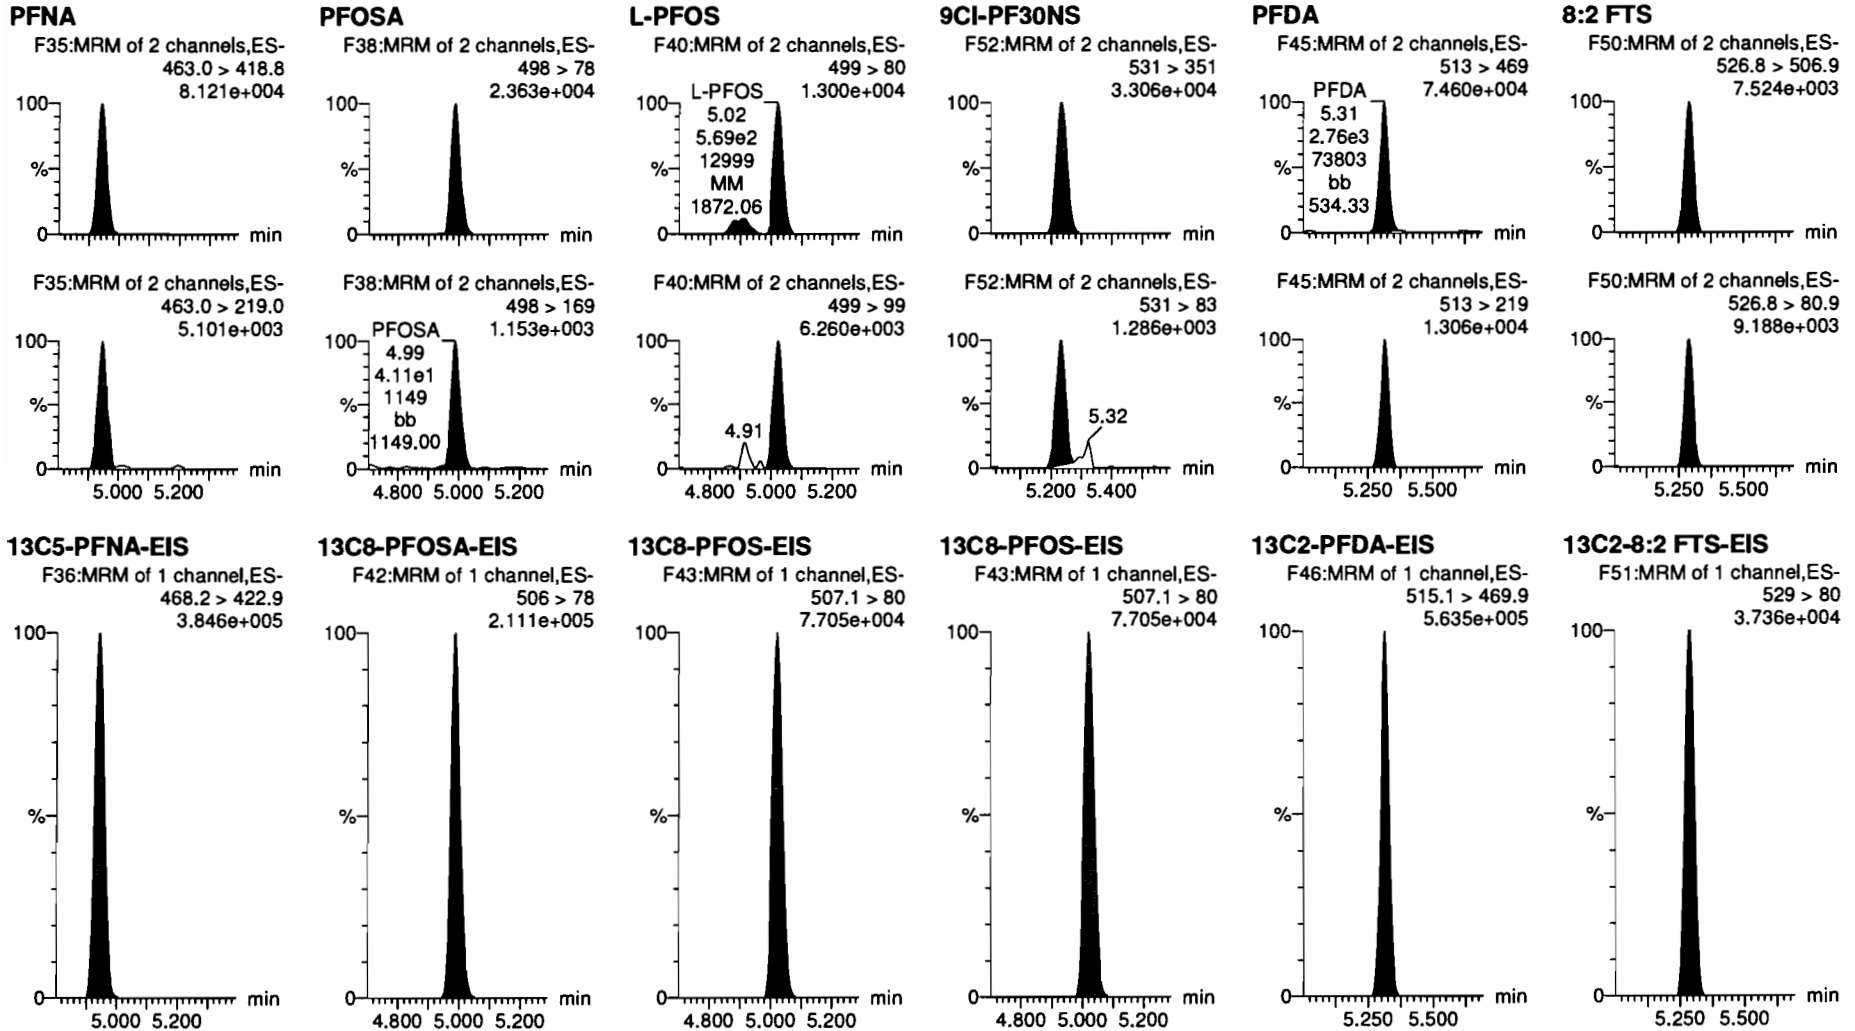 PFNA
F35:MRM of 2 channels,ES-
463.0 > 418.8
8.121e+004
100
%
0
min
F35:MRM of 2 channels,ES-
463.0 > 219.0
5.101e+003
100
%
0
min
5.000 5.200
PFOSA
F38:MRM of 2 channels,ES-
498 > 78
2.363e+004
100
%
0
min
F38:MRM of 2 channels,ES-
498 > 169
1.153e+003
PFOSA
4.99
4.11e1
1149
bb
1149.00
100
%
0
min
4.800 5.000 5.200
L-PFOS
F40:MRM of 2 channels,ES-
499 > 80
1.300e+004
L-PFOS
5.02
5.69e2
12999
MM
1872.06
100
%
0
min
F40:MRM of 2 channels,ES-
499 > 99
6.260e+003
100
%
4.91
0
min
4.800 5.000 5.200
9Cl-PF30NS
F52:MRM of 2 channels,ES-
531 > 351
3.306e+004
100
%
0
min
F52:MRM of 2 channels,ES-
531 > 83
1.286e+003
100
%
5.32
0
min
5.200 5.400
PFDA
F45:MRM of 2 channels,ES-
513 > 469
7.460e+004
PFDA
5.31
2.76e3
73803
bb
534.33
100
%
0
min
F45:MRM of 2 channels,ES-
513 > 219
1.306e+004
100
%
0
min
5.250 5.500
8:2 FTS
F50:MRM of 2 channels,ES-
526.8 > 506.9
7.524e+003
100
%
0
min
F50:MRM of 2 channels,ES-
526.8 > 80.9
9.188e+003
100
%
0
min
5.250 5.500
13C5-PFNA-EIS
F36:MRM of 1 channel,ES-
468.2 > 422.9
3.846e+005
100
%
0
min
5.000 5.200
13C8-PFOSA-EIS
F42:MRM of 1 channel,ES-
506 > 78
2.111e+005
100
%
0
min
4.800 5.000 5.200
13C8-PFOS-EIS
F43:MRM of 1 channel,ES-
507.1 > 80
7.705e+004
100
%
0
min
4.800 5.000 5.200
13C8-PFOS-EIS
F43:MRM of 1 channel,ES-
507.1 > 80
7.705e+004
100
%
0
min
4.800 5.000 5.200
13C2-PFDA-EIS
F46:MRM of 1 channel,ES-
515.1 > 469.9
5.635e+005
100
%
0
min
5.250 5.500
13C2-8:2 FTS-EIS
F51:MRM of 1 channel,ES-
529 > 80
3.736e+004
100
%
0
min
5.250 5.500